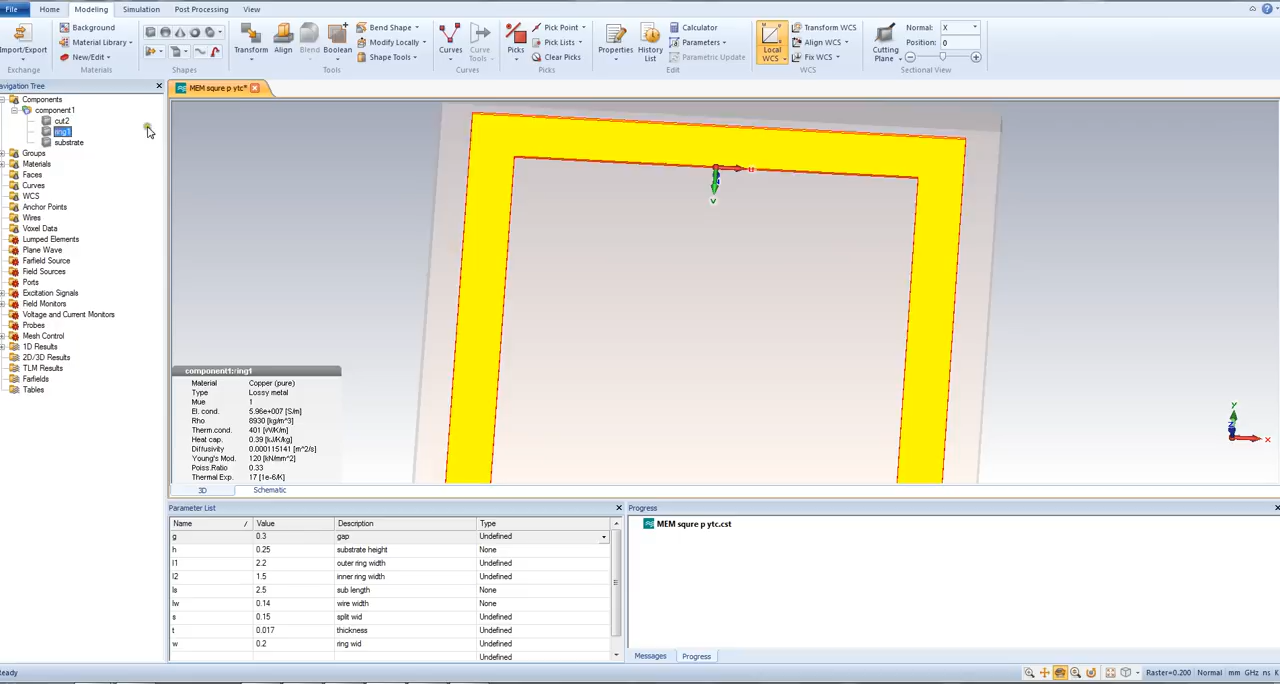 File Home Modeling Simulation Post Processing View
Import/Export
Exchange
Background
Material Library
New/Edit
Materials
Shapes
Transform Align Blend Boolean
Bend Shape
Modify Locally
Shape Tools
Tools
Curves Curve Tools
Curves
Picks
Pick Point
Pick Lists
Clear Picks
Picks
Properties History List
Calculator
Parameters
Parametric Update
Edit
Local WCS
Transform WCS
Align WCS
Fix WCS
WCS
Cutting Plane
Normal: X
Position: 0
Sectional View
avigation Tree
MEM squre p ytc*
Components
component1
cut2
ring1
substrate
Groups
Materials
Faces
Curves
WCS
Anchor Points
Wires
Voxel Data
Lumped Elements
Plane Wave
Farfield Source
Field Sources
Ports
Excitation Signals
Field Monitors
Voltage and Current Monitors
Probes
Mesh Control
1D Results
2D/3D Results
TLM Results
Farfields
Tables
u
v
component1:ring1
Material Copper (pure)
Type Lossy metal
Mue 1
El. cond. 5.96e+007 [S/m]
Rho 8930 [kg/m^3]
Therm.cond. 401 [W/K/m]
Heat cap. 0.39 [kJ/K/kg]
Diffusivity 0.000115141 [m^2/s]
Young's Mod. 120 [kN/mm^2]
Poiss.Ratio 0.33
Thermal Exp. 17 [1e-6/K]
y
z
x
3D Schematic
Parameter List
Name / Value Description Type
g 0.3 gap Undefined
h 0.25 substrate height None
l1 2.2 outer ring width Undefined
l2 1.5 inner ring width Undefined
ls 2.5 sub length None
lw 0.14 wire width None
s 0.15 split wid Undefined
t 0.017 thickness Undefined
w 0.2 ring wid Undefined
Undefined
Progress
MEM squre p ytc.cst
Messages Progress
eady
Raster=0.200 Normal mm GHz ns K